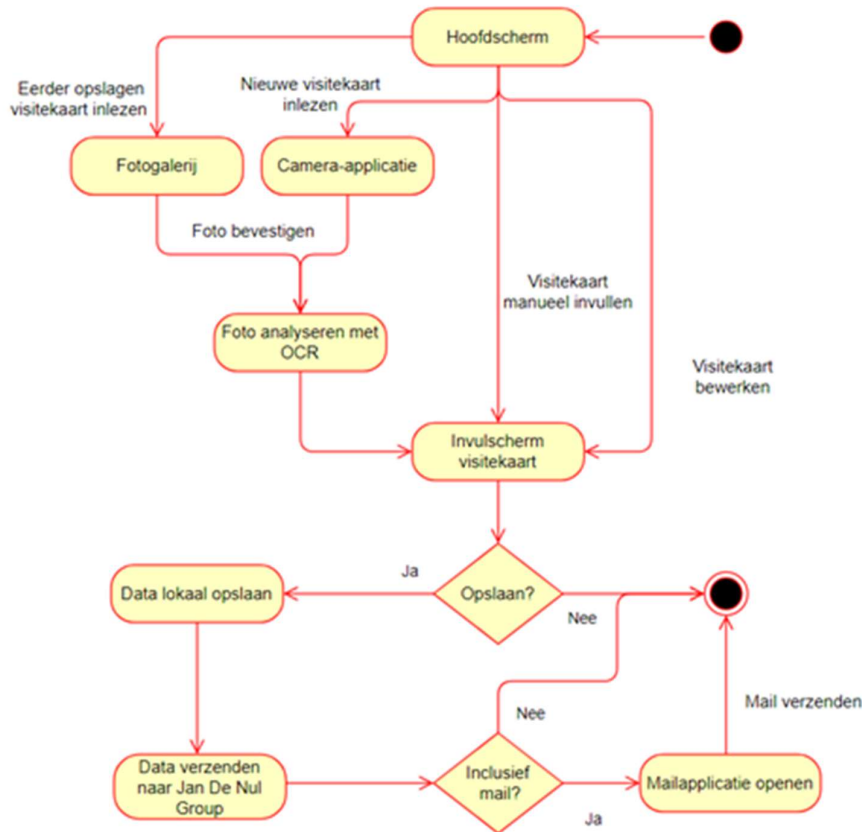 Hoofdscherm
Eerder opslagen
visitekaart inlezen
Nieuwe visitekaart
inlezen
Fotogalerij
Camera-applicatie
Foto bevestigen
Visitekaart
manueel invullen
Foto analyseren met
OCR
Visitekaart
bewerken
Invulscherm
visitekaart
Ja
Data lokaal opslaan
Opslaan?
Nee
Mail verzenden
Nee
Data verzenden
naar Jan De Nul
Group
Inclusief
mail?
Mailapplicatie openen
Ja